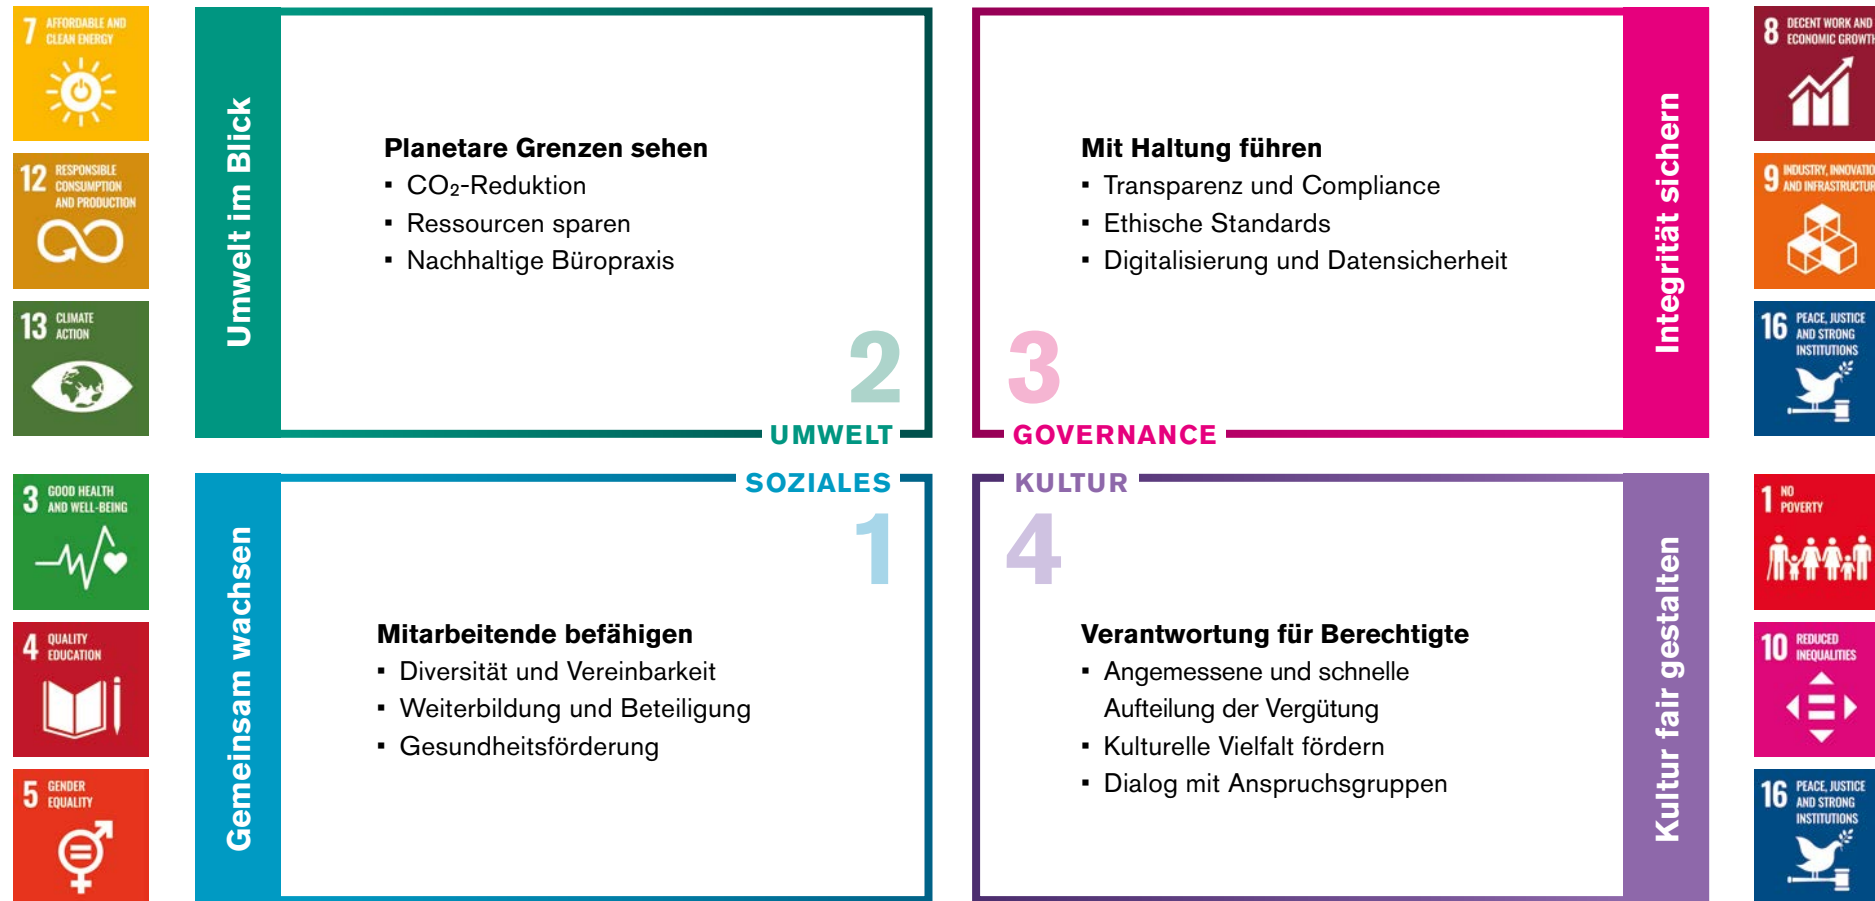 7 AFFORDABLE AND
CLEAN ENERGY
12 RESPONSIBLE
CONSUMPTION
AND PRODUCTION
13 CLIMATE
ACTION
Umwelt im Blick
Planetare Grenzen sehen
▪ CO₂-Reduktion
▪ Ressourcen sparen
▪ Nachhaltige Büropraxis
2
UMWELT
Mit Haltung führen
▪ Transparenz und Compliance
▪ Ethische Standards
▪ Digitalisierung und Datensicherheit
3
GOVERNANCE
Integrität sichern
8 DECENT WORK AND
ECONOMIC GROWTH
9 INDUSTRY, INNOVATIO
AND INFRASTRUCTUR
16 PEACE, JUSTICE
AND STRONG
INSTITUTIONS
3 GOOD HEALTH
AND WELL-BEING
4 QUALITY
EDUCATION
5 GENDER
EQUALITY
Gemeinsam wachsen
SOZIALES
1
Mitarbeitende befähigen
▪ Diversität und Vereinbarkeit
▪ Weiterbildung und Beteiligung
▪ Gesundheitsförderung
KULTUR
4
Verantwortung für Berechtigte
▪ Angemessene und schnelle
Aufteilung der Vergütung
▪ Kulturelle Vielfalt fördern
▪ Dialog mit Anspruchsgruppen
Kultur fair gestalten
1 NO
POVERTY
10 REDUCED
INEQUALITIES
16 PEACE, JUSTICE
AND STRONG
INSTITUTIONS